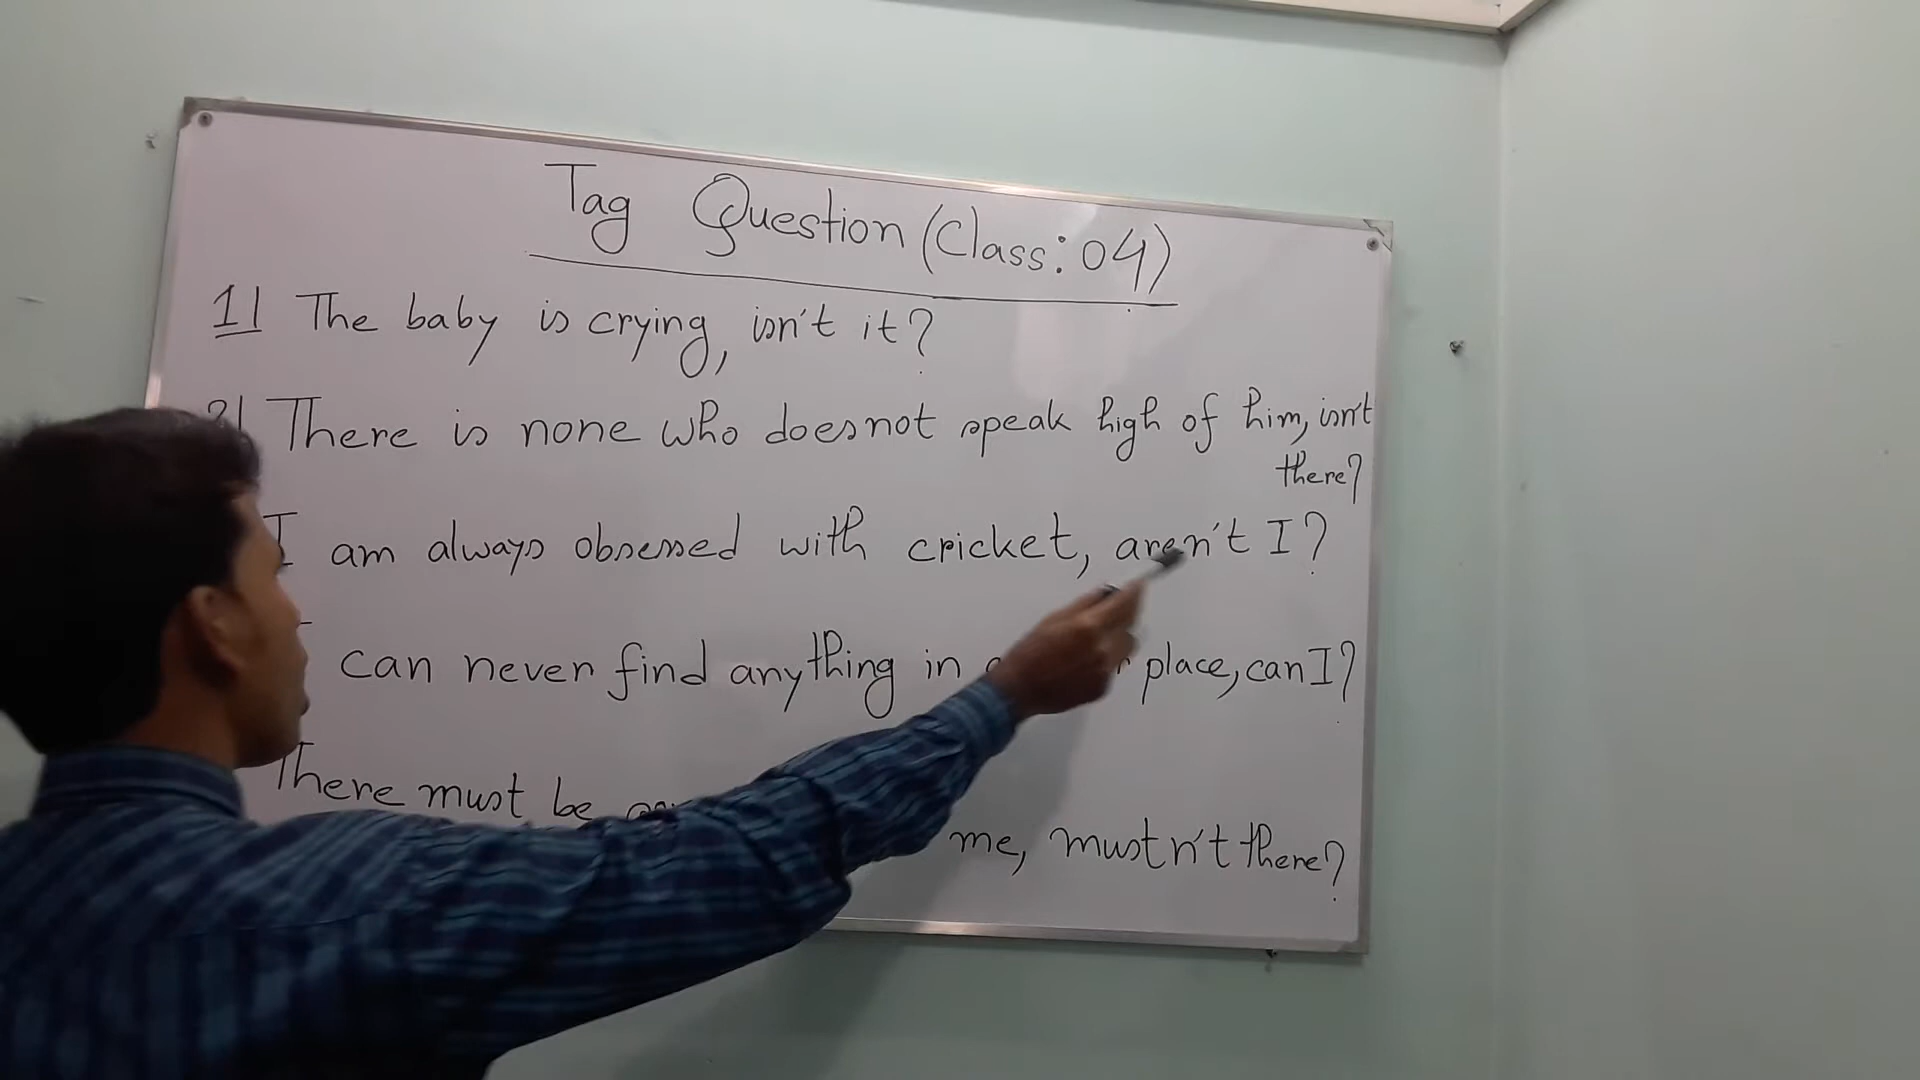 Tag Question (Class: 04)
1| The baby is crying, isn't it?
2| There is none who does not speak high of him, isn't
there?
I am always obsessed with cricket, aren't I?
can never find anything in place, can I?
There must be
me, mustn't there?